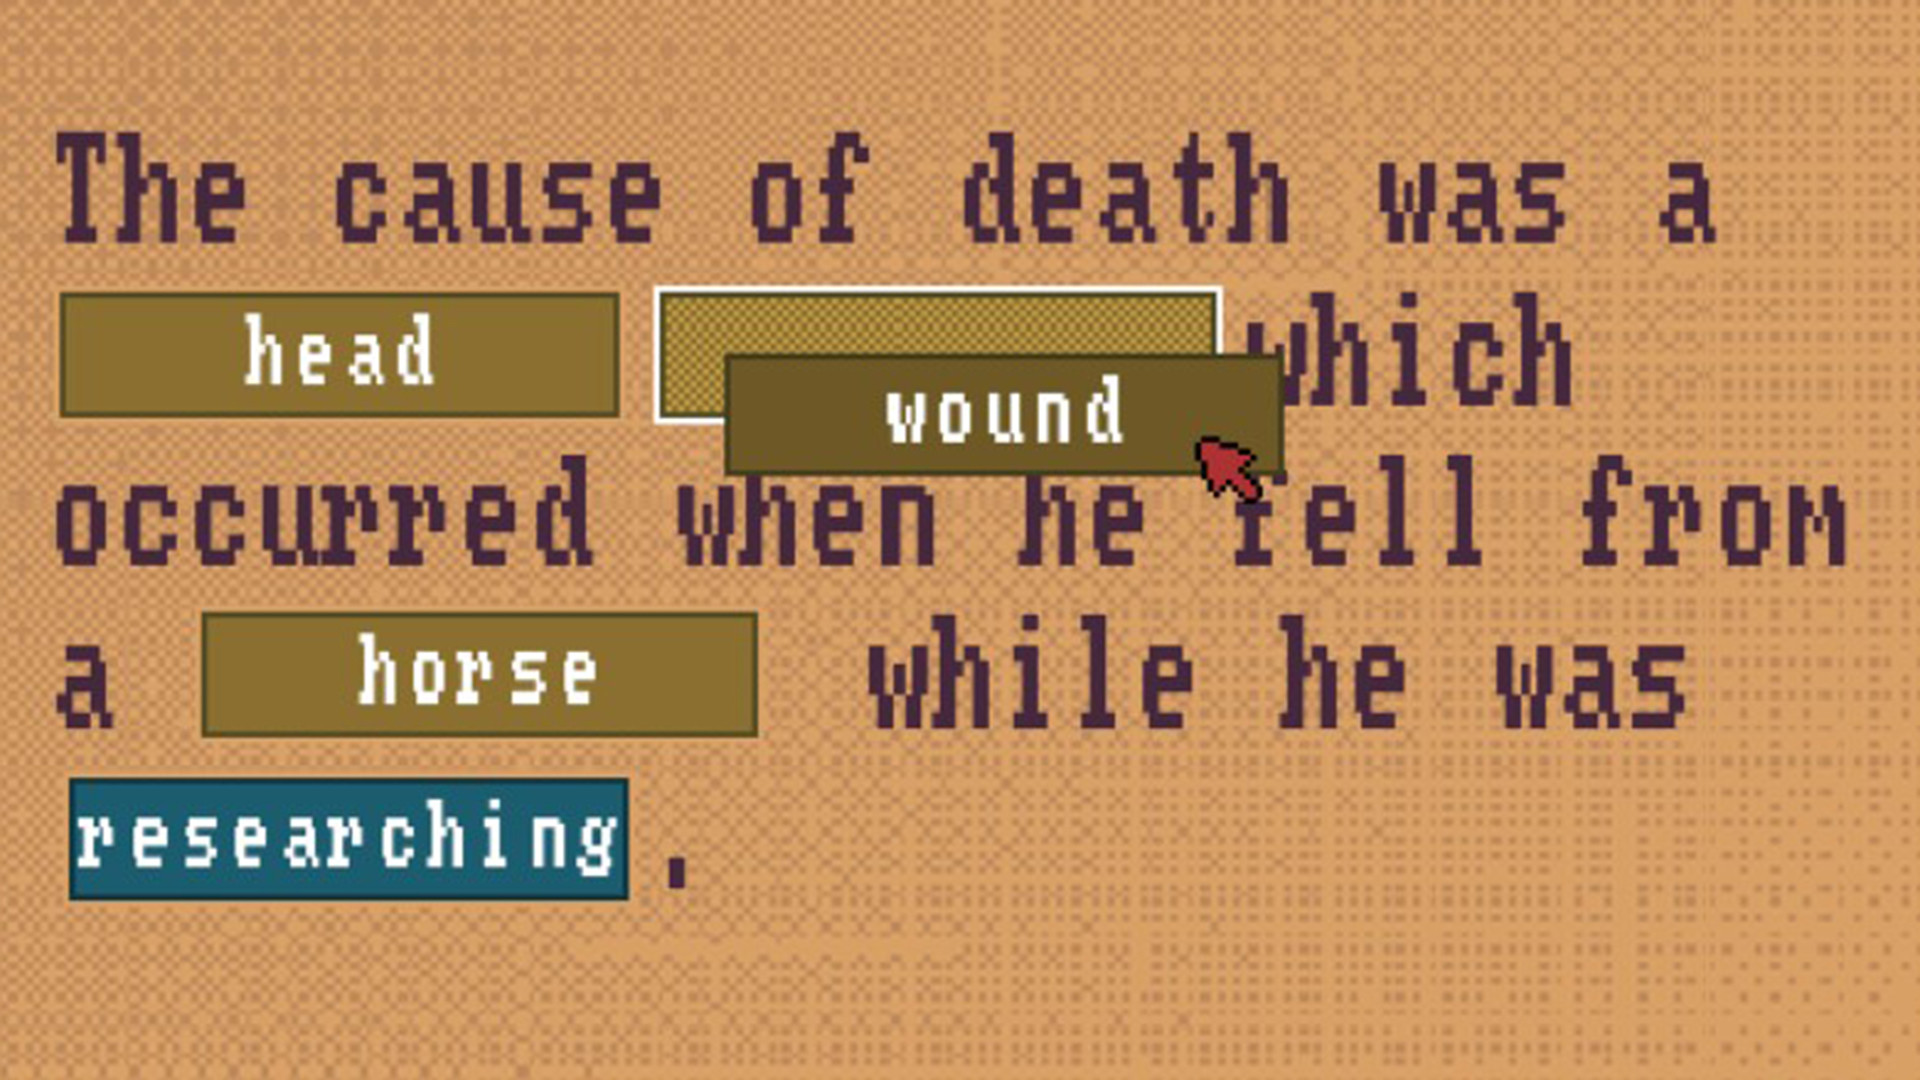 The cause of death was a
head wound which
occurred when he fell from
a horse while he was
researching.